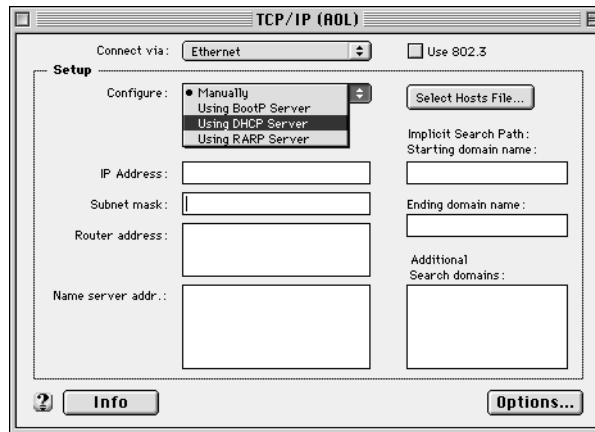 TCP/IP (AOL)
Connect via: Ethernet Use 802.3
Setup
Configure: • Manually
Using BootP Server
Using DHCP Server
Using RARP Server
Select Hosts File...
Implicit Search Path:
Starting domain name:
IP Address:
Subnet mask:
Ending domain name:
Router address:
Additional
Search domains:
Name server addr.:
? Info
Options...